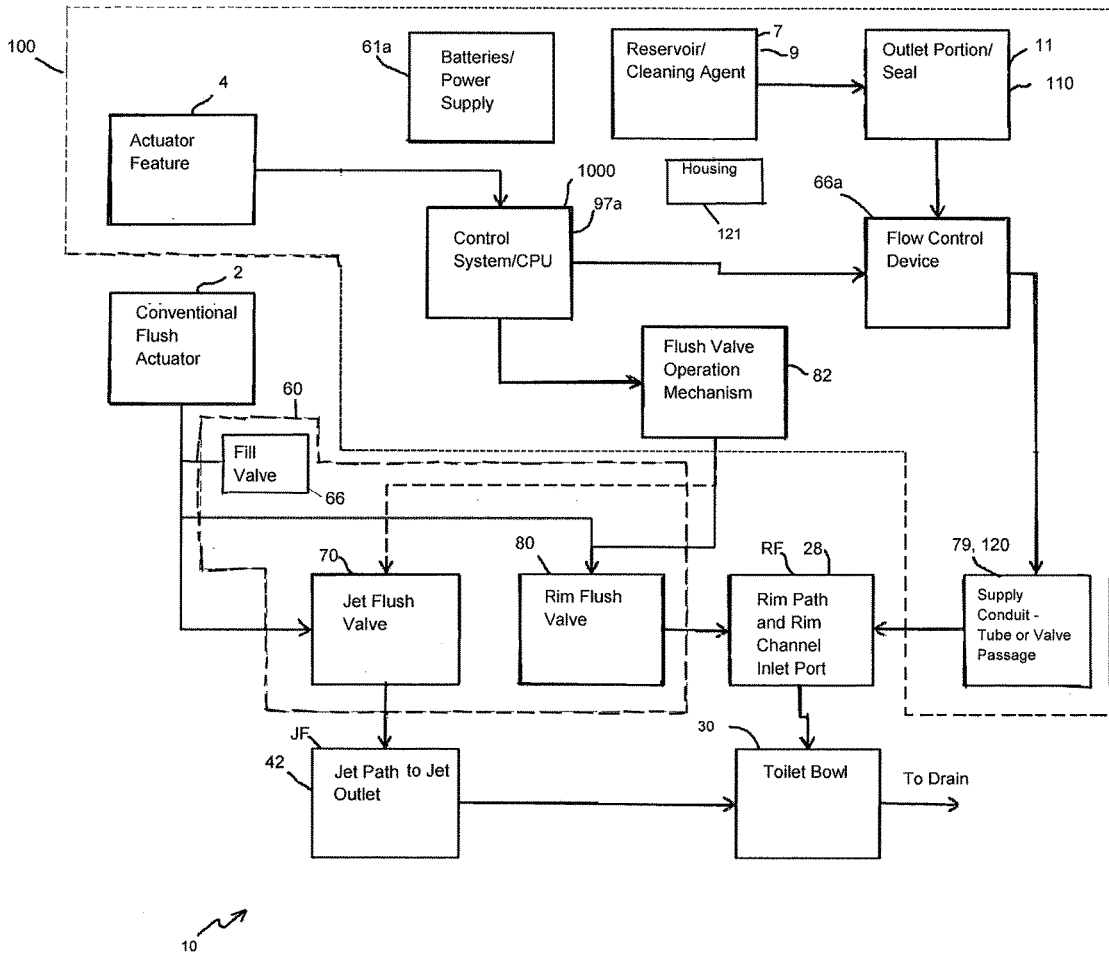 100
4
Actuator
Feature
61a
Batteries/
Power
Supply
7
9
Reservoir/
Cleaning Agent
11
110
Outlet Portion/
Seal
Housing
121
1000
97a
Control
System/CPU
66a
Flow Control
Device
2
Conventional
Flush
Actuator
Flush Valve
Operation
Mechanism
82
60
Fill
Valve
66
70
Jet Flush
Valve
80
Rim Flush
Valve
RF
28
Rim Path
and Rim
Channel
Inlet Port
79, 120
Supply
Conduit -
Tube or Valve
Passage
JF
42
Jet Path to Jet
Outlet
30
Toilet Bowl
To Drain
10